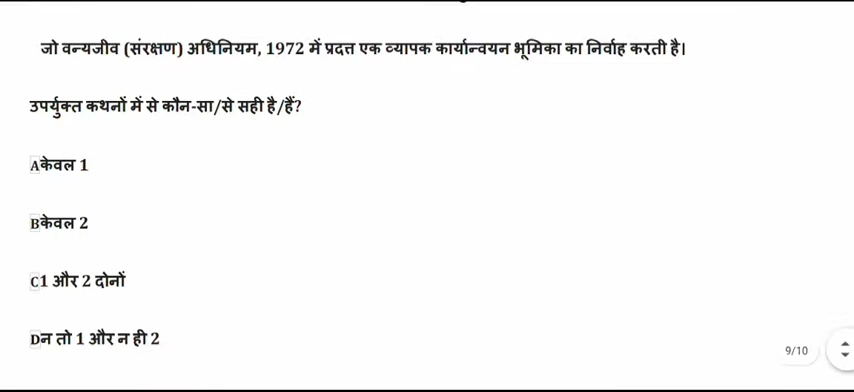 जो वन्यजीव (संरक्षण) अधिनियम, 1972 में प्रदत्त एक व्यापक कार्यान्वयन भूमिका का निर्वाह करती है।
उपर्युक्त कथनों में से कौन-सा/से सही है/हैं?
Aकेवल 1
Bकेवल 2
C1 और 2 दोनों
Dन तो 1 और न ही 2
9/10